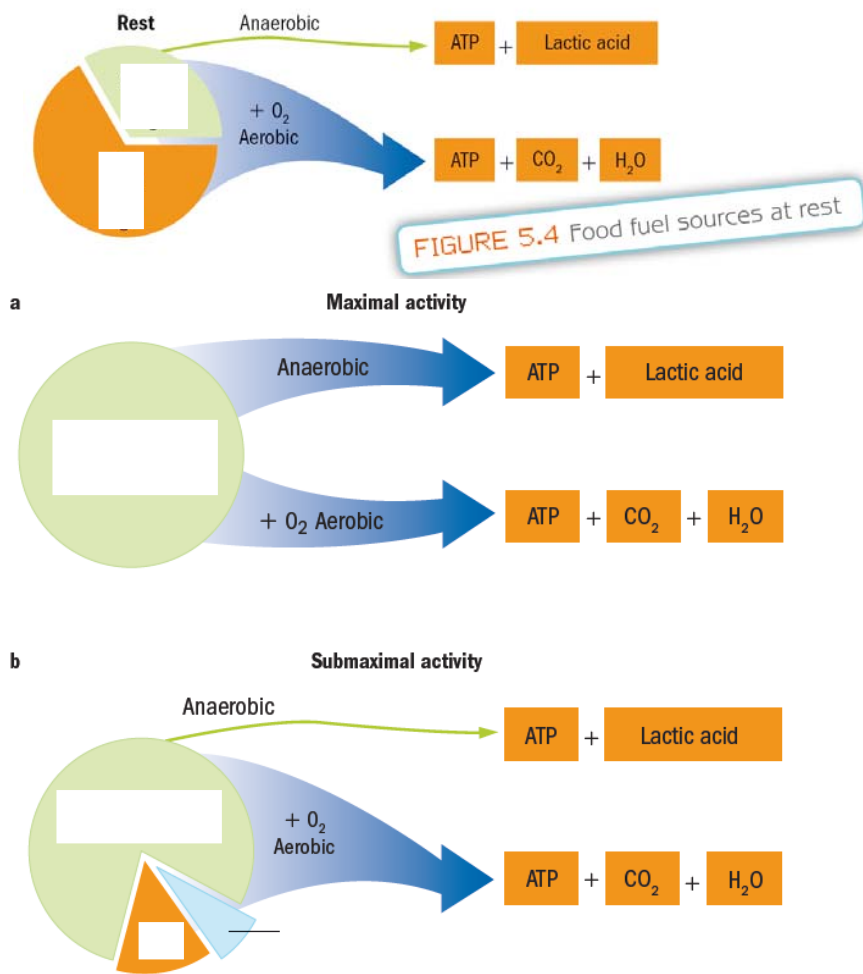 Rest
Anaerobic
ATP + Lactic acid
+ O₂
Aerobic
ATP + CO₂ + H₂O
FIGURE 5.4 Food fuel sources at rest
a
Maximal activity
Anaerobic
ATP + Lactic acid
+ O₂ Aerobic
ATP + CO₂ + H₂O
b
Submaximal activity
Anaerobic
ATP + Lactic acid
+ O₂
Aerobic
ATP + CO₂ + H₂O